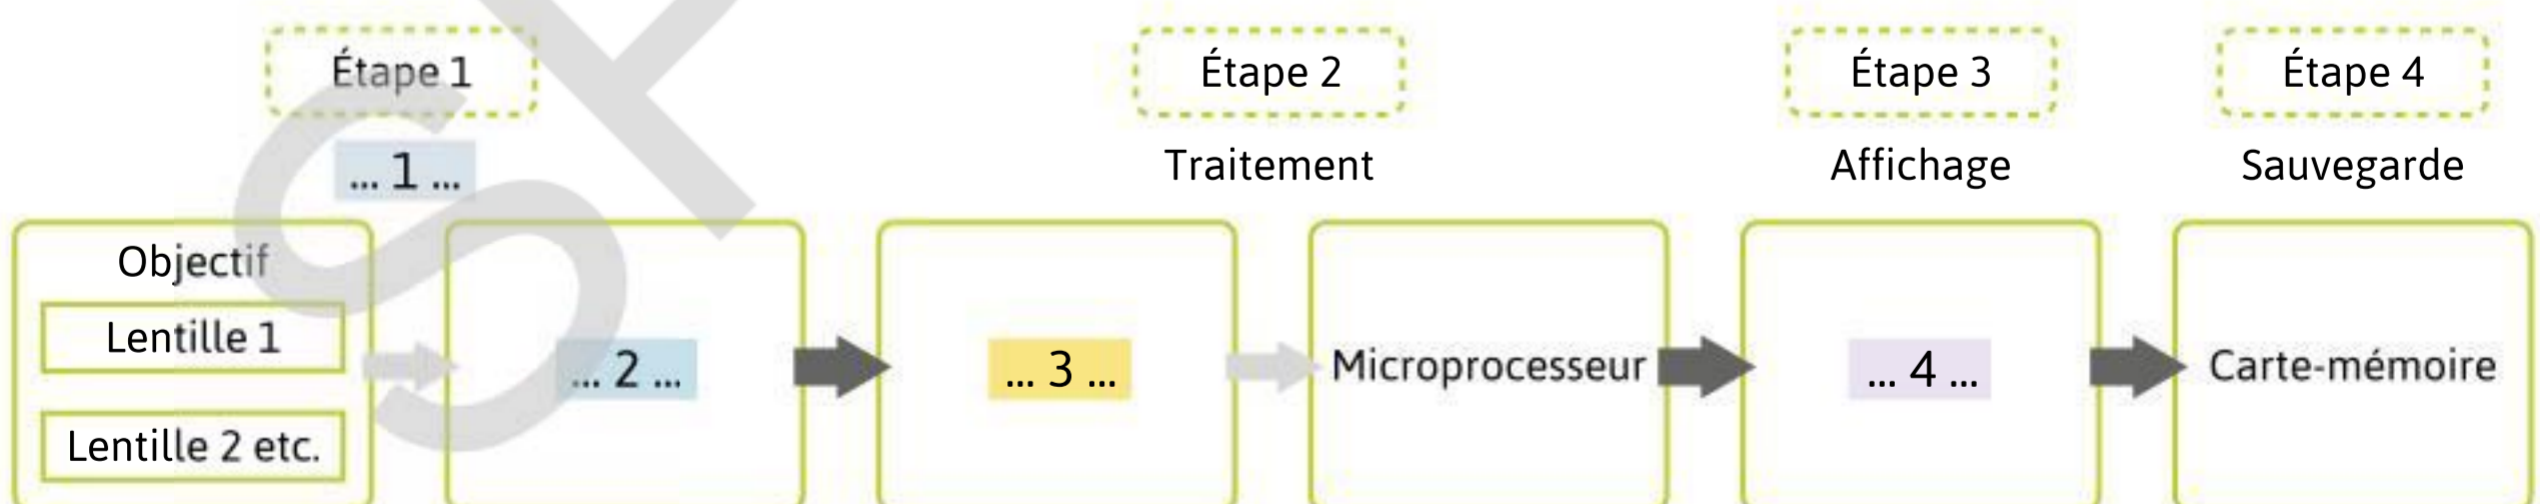 Étape 1
Étape 2
Étape 3
Étape 4
... 1 ...
Traitement
Affichage
Sauvegarde
Objectif
Lentille 1
Lentille 2 etc.
... 2 ...
... 3 ...
Microprocesseur
... 4 ...
Carte-mémoire